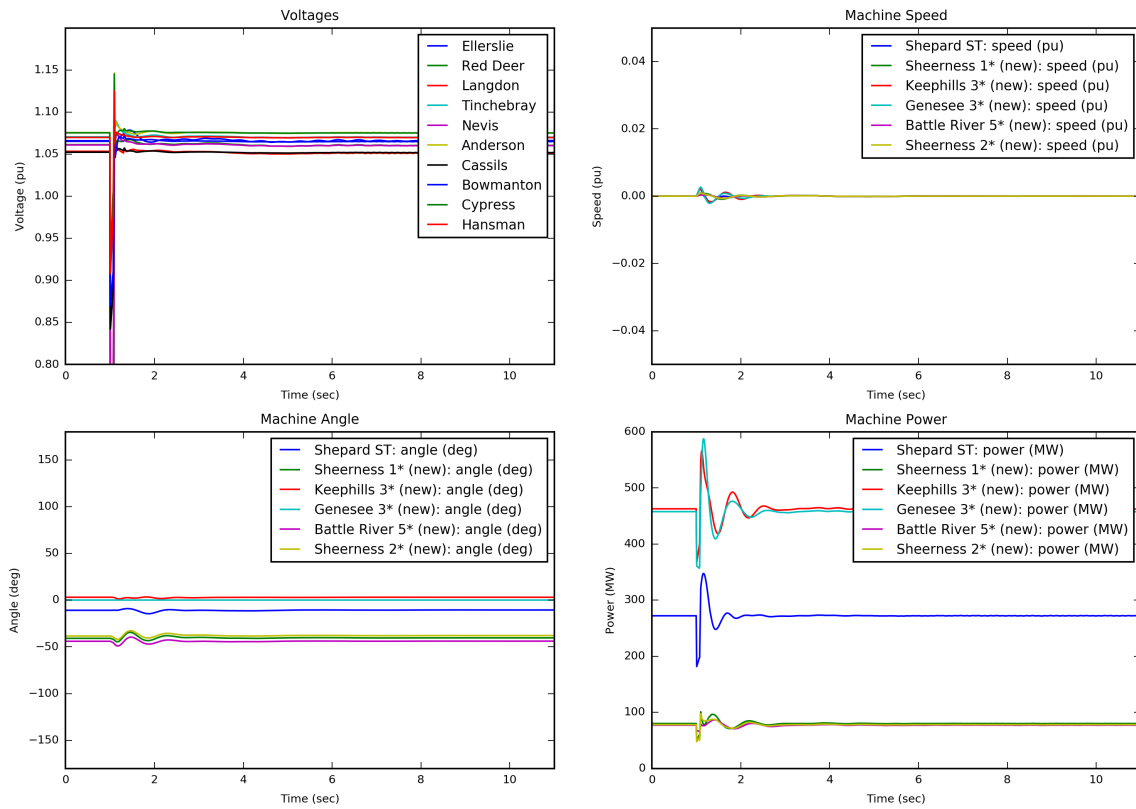 Voltages
1.15
1.10
1.05
1.00
0.95
0.90
0.85
0.80
Voltage (pu)
0 2 4 6 8 10
Time (sec)
Ellerslie
Red Deer
Langdon
Tinchebray
Nevis
Anderson
Cassils
Bowmanton
Cypress
Hansman
Machine Speed
0.04
0.02
0.00
−0.02
−0.04
Speed (pu)
0 2 4 6 8 10
Time (sec)
Shepard ST: speed (pu)
Sheerness 1* (new): speed (pu)
Keephills 3* (new): speed (pu)
Genesee 3* (new): speed (pu)
Battle River 5* (new): speed (pu)
Sheerness 2* (new): speed (pu)
Machine Angle
150
100
50
0
−50
−100
−150
Angle (deg)
0 2 4 6 8 10
Time (sec)
Shepard ST: angle (deg)
Sheerness 1* (new): angle (deg)
Keephills 3* (new): angle (deg)
Genesee 3* (new): angle (deg)
Battle River 5* (new): angle (deg)
Sheerness 2* (new): angle (deg)
Machine Power
600
500
400
300
200
100
0
Power (MW)
0 2 4 6 8 10
Time (sec)
Shepard ST: power (MW)
Sheerness 1* (new): power (MW)
Keephills 3* (new): power (MW)
Genesee 3* (new): power (MW)
Battle River 5* (new): power (MW)
Sheerness 2* (new): power (MW)